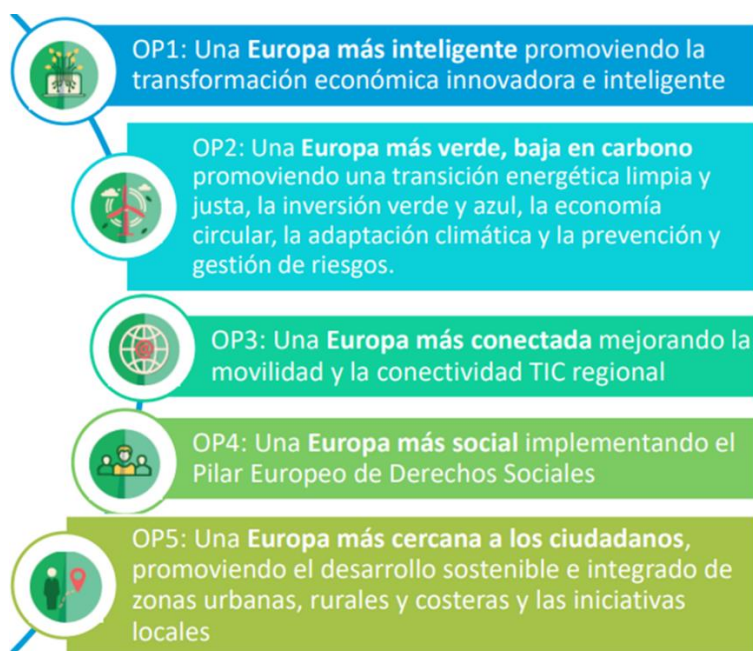 OP1: Una Europa más inteligente promoviendo la
transformación económica innovadora e inteligente
OP2: Una Europa más verde, baja en carbono
promoviendo una transición energética limpia y
justa, la inversión verde y azul, la economía
circular, la adaptación climática y la prevención y
gestión de riesgos.
OP3: Una Europa más conectada mejorando la
movilidad y la conectividad TIC regional
OP4: Una Europa más social implementando el
Pilar Europeo de Derechos Sociales
OP5: Una Europa más cercana a los ciudadanos,
promoviendo el desarrollo sostenible e integrado de
zonas urbanas, rurales y costeras y las iniciativas
locales